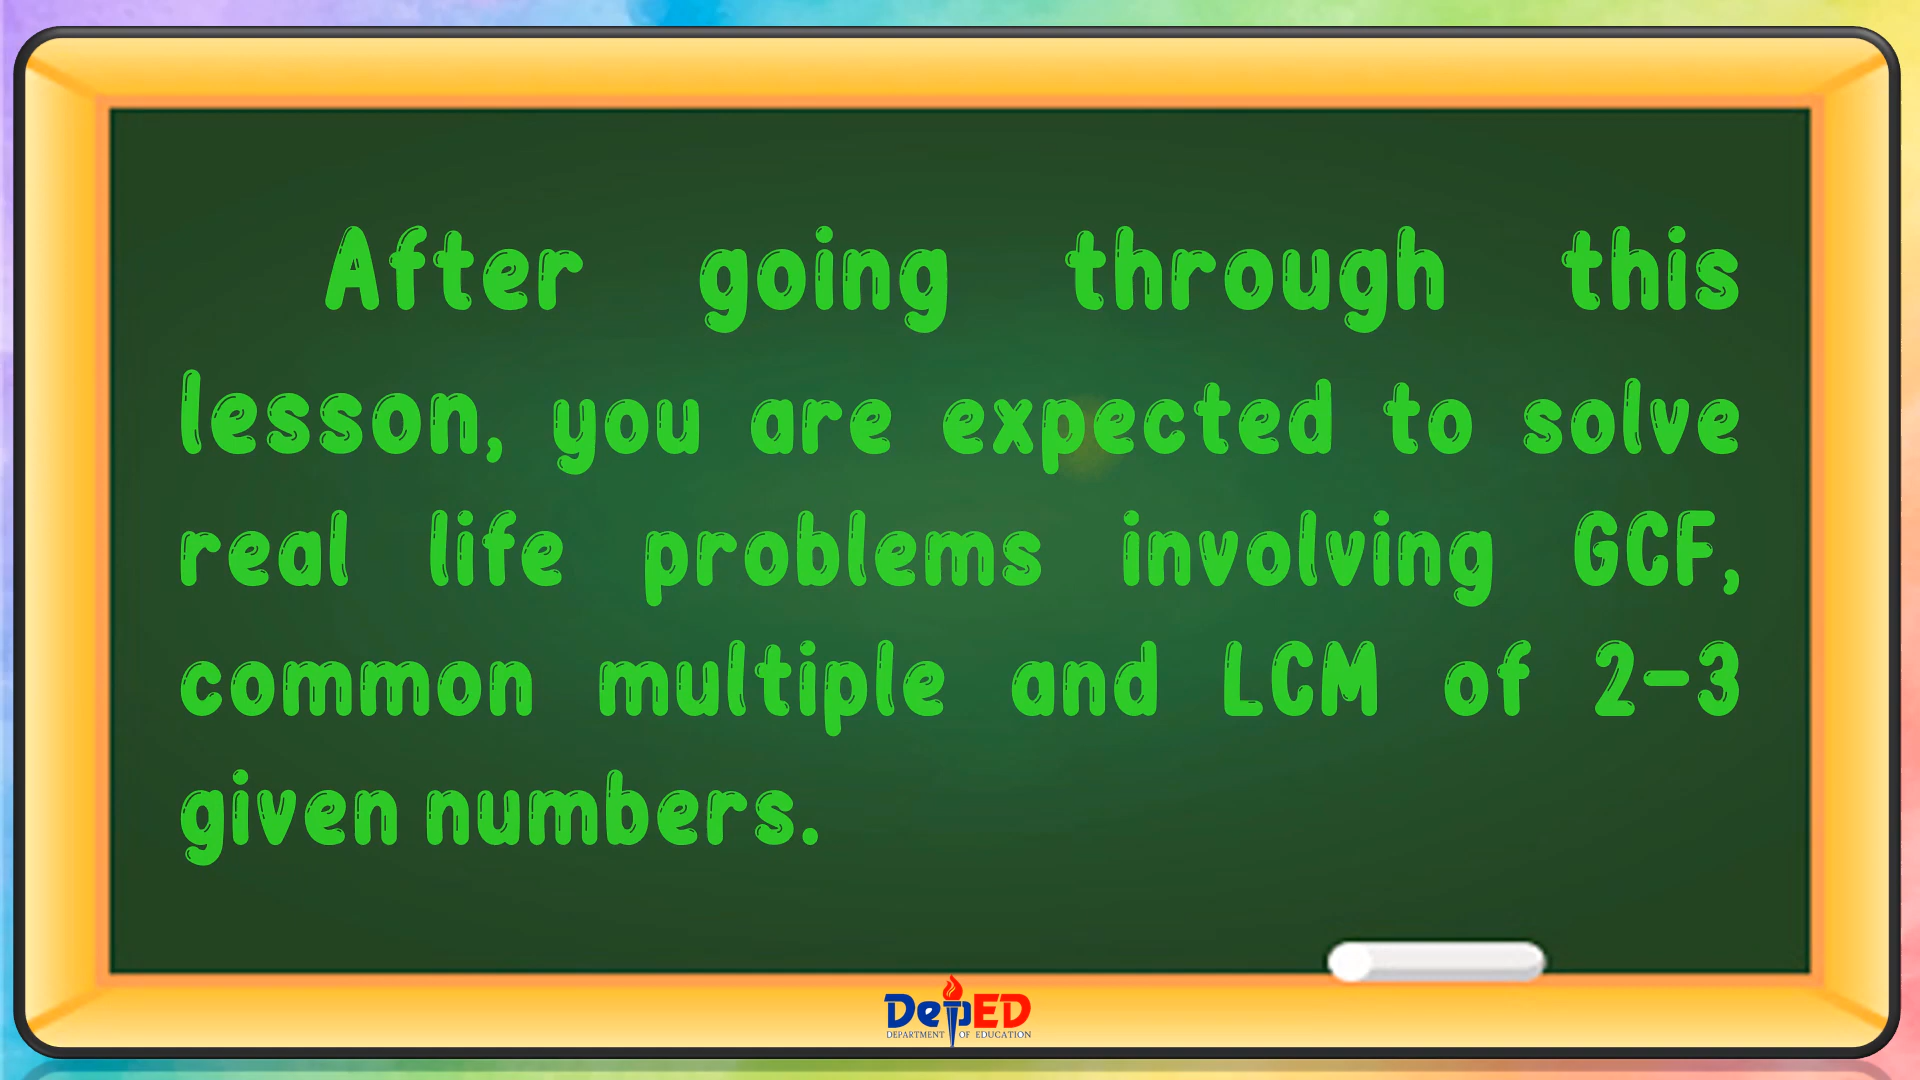 After going through this
lesson, you are expected to solve
real life problems involving GCF,
common multiple and LCM of 2-3
given numbers.
DepED
DEPARTMENT OF EDUCATION